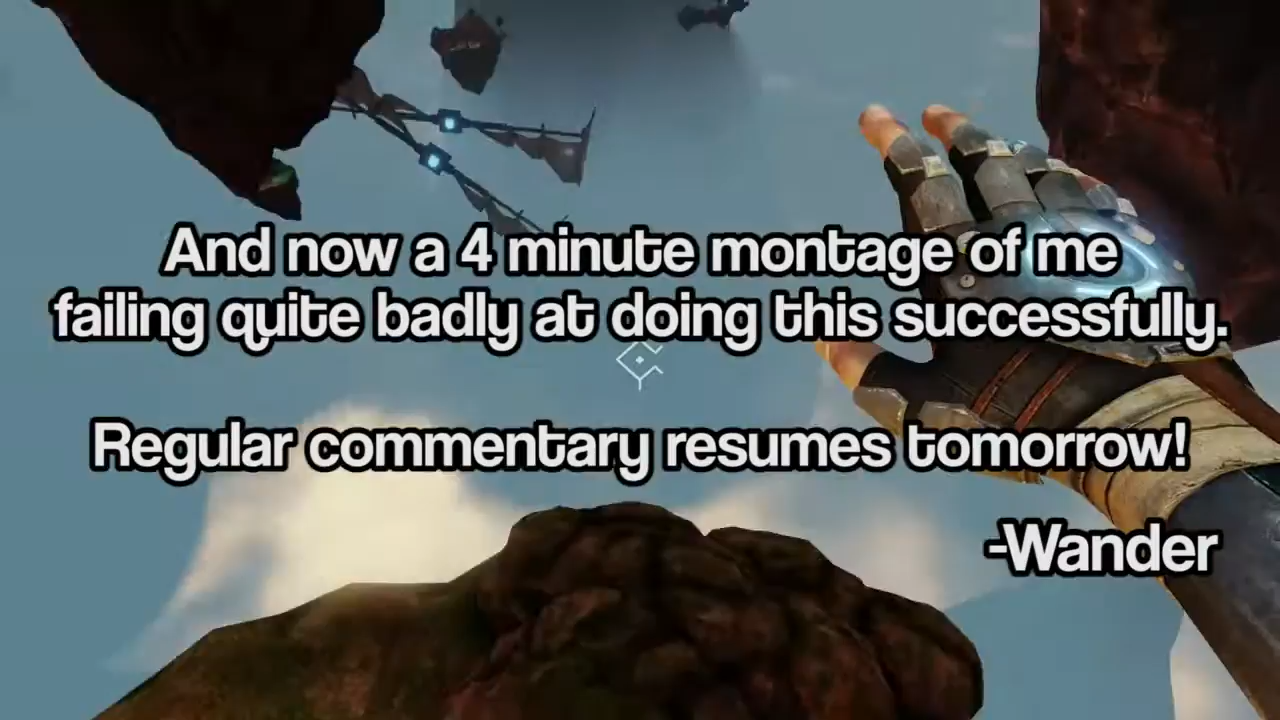 And now a 4 minute montage of me
failing quite badly at doing this successfully.
Regular commentary resumes tomorrow!
-Wander